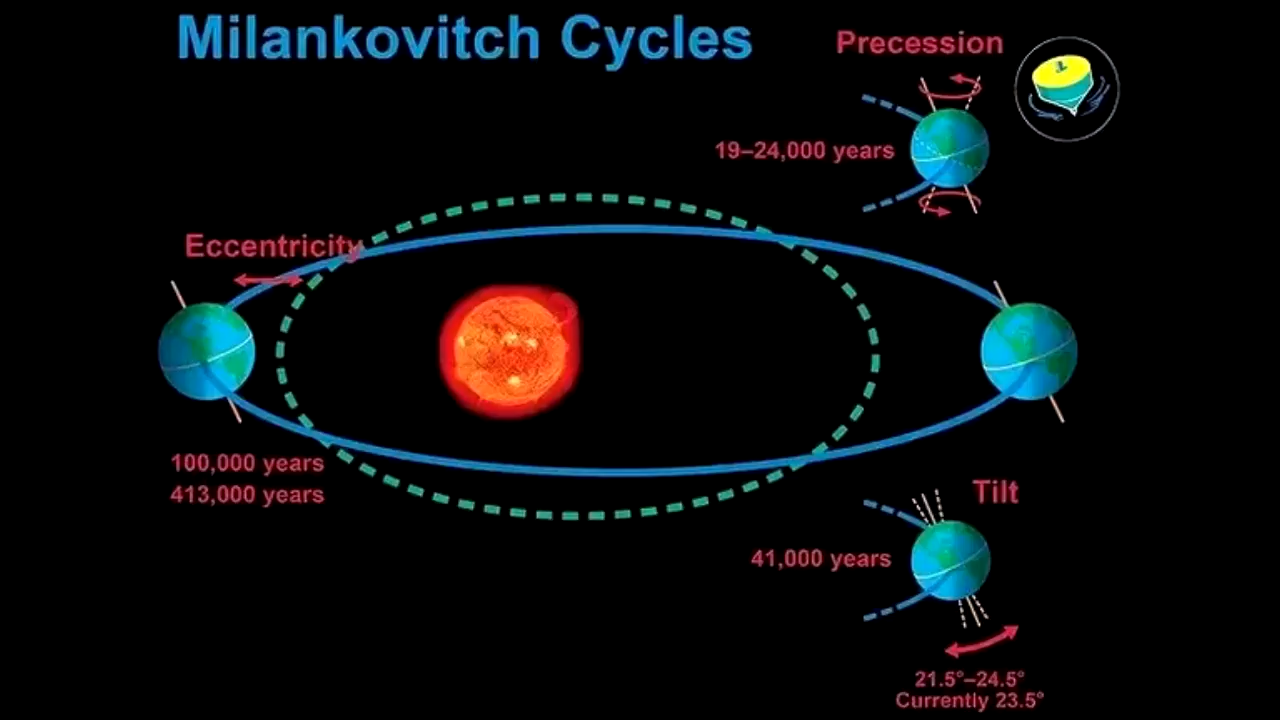 Milankovitch Cycles
Precession
19–24,000 years
Eccentricity
100,000 years
413,000 years
Tilt
41,000 years
21.5°–24.5°
Currently 23.5°